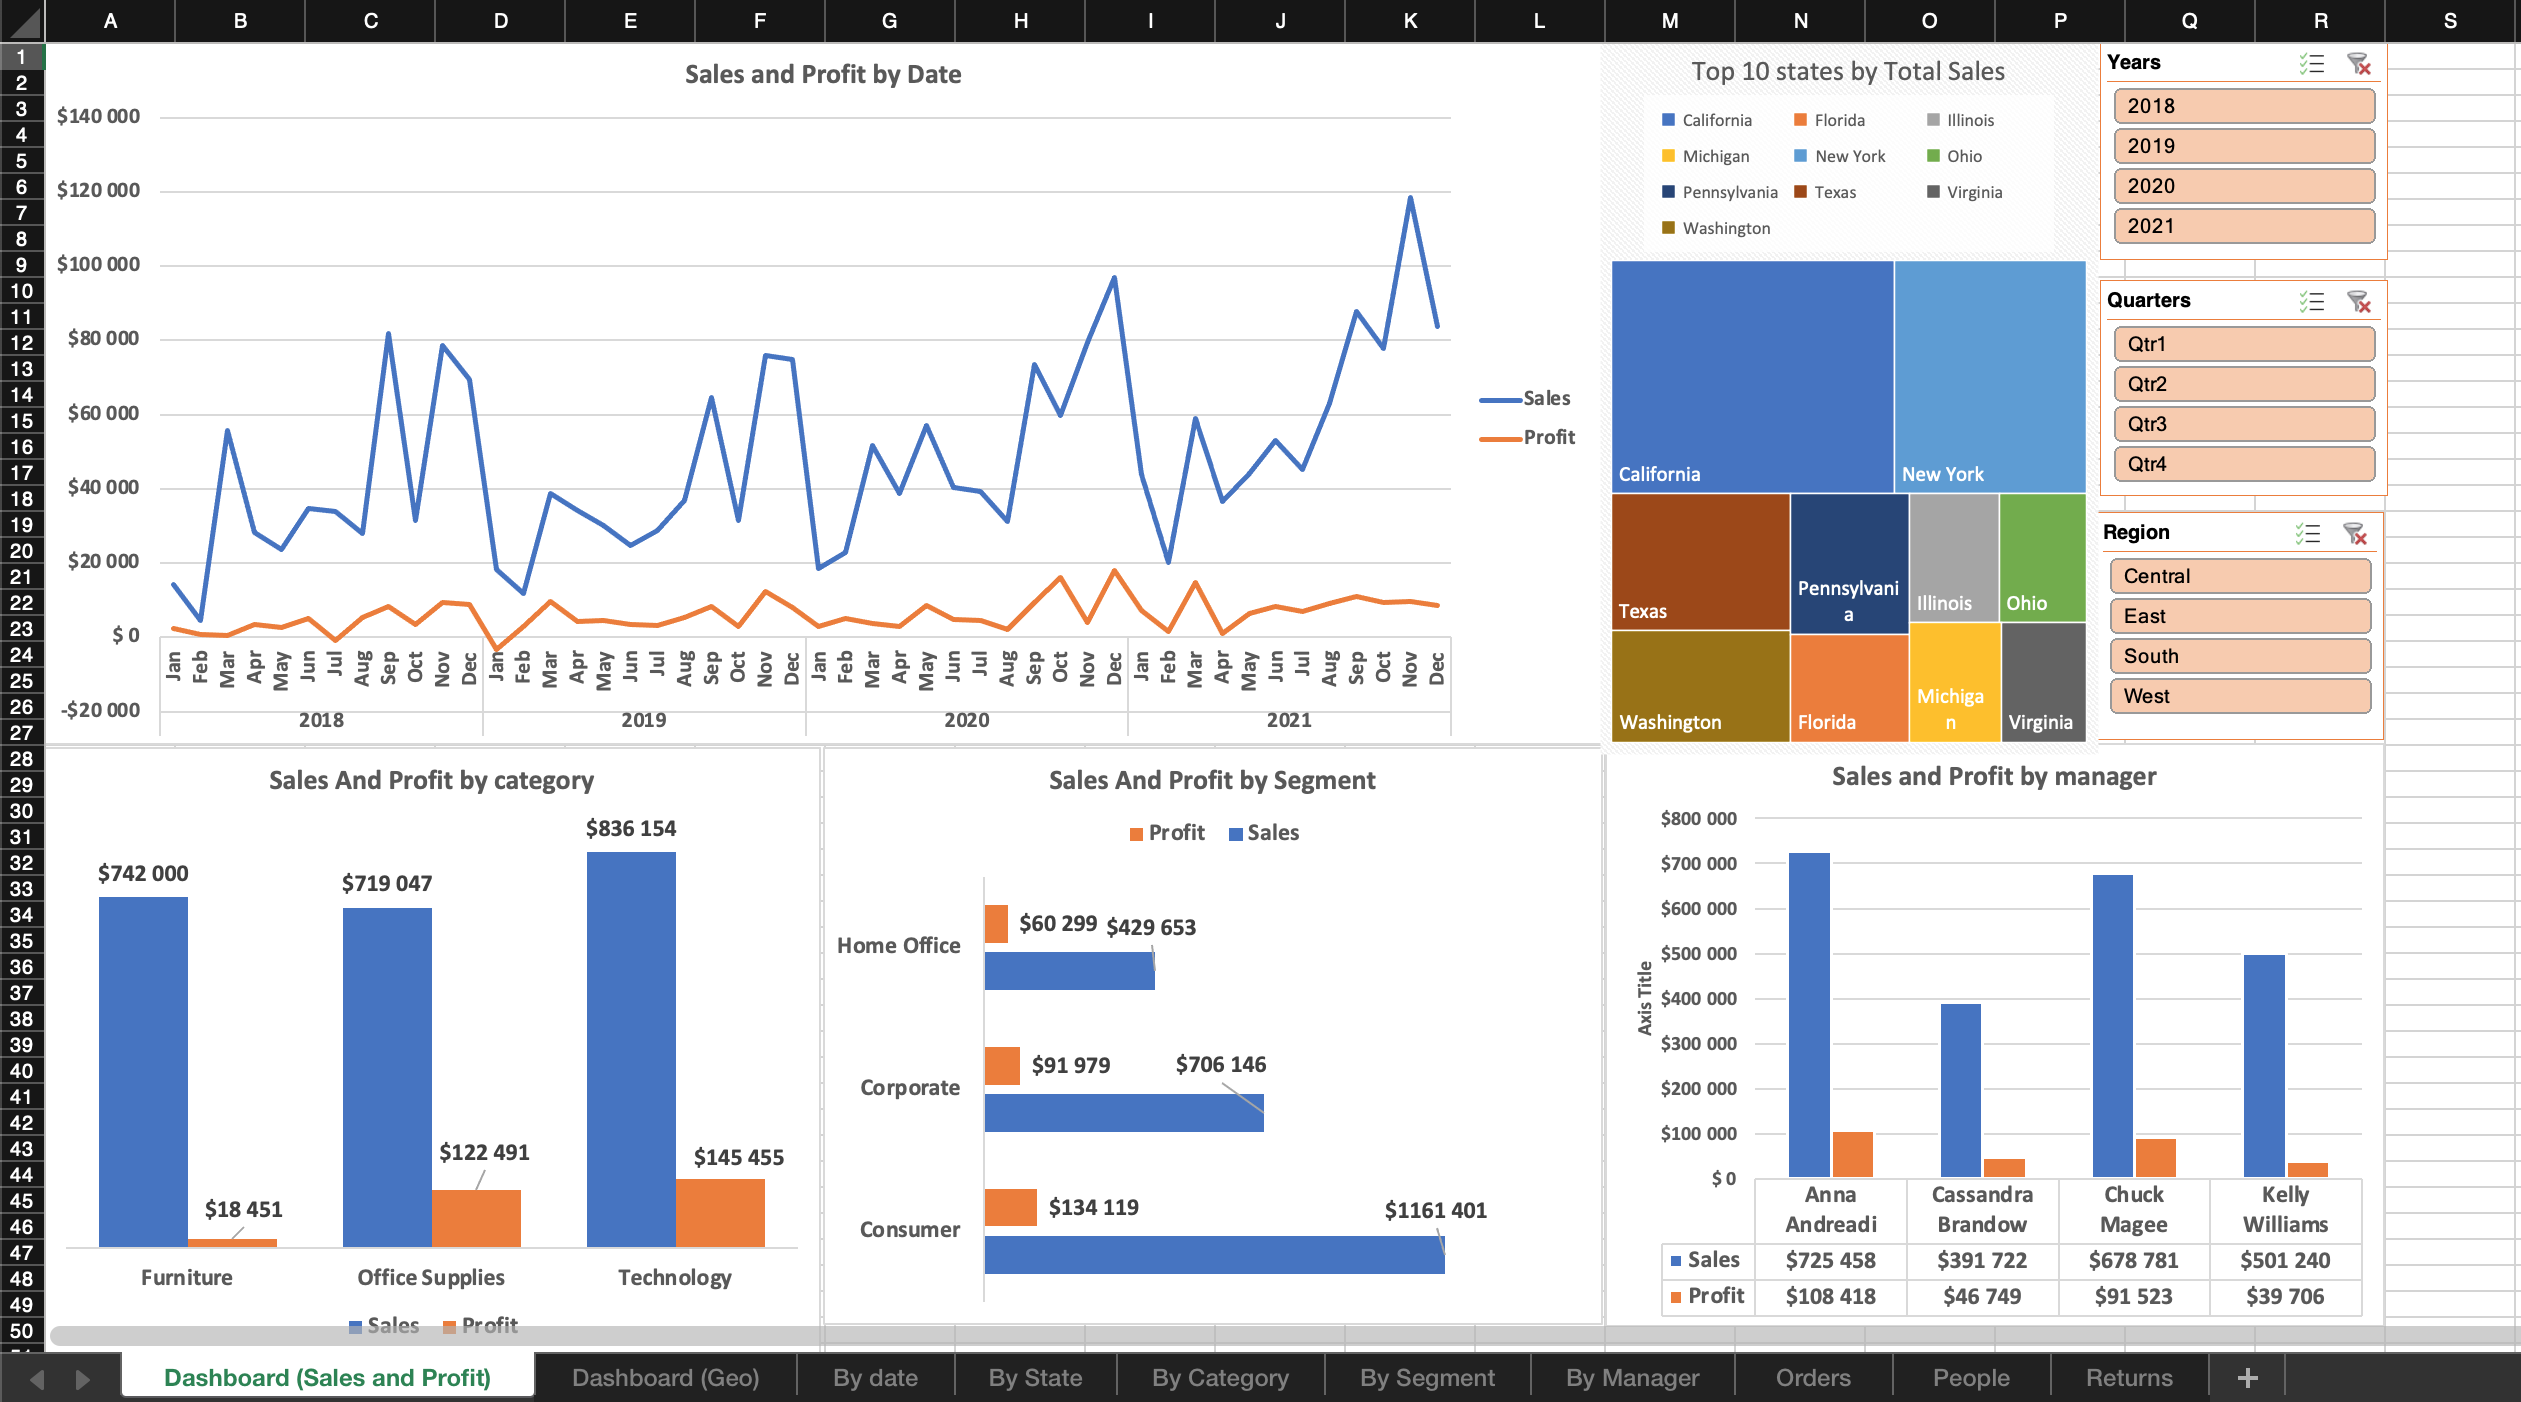 A B C D E F G H I J K L M N O P Q R S
1
2
3
4
5
6
7
8
9
10
11
12
13
14
15
16
17
18
19
20
21
22
23
24
25
26
27
28
29
30
31
32
33
34
35
36
37
38
39
40
41
42
43
44
45
46
47
48
49
50
Sales and Profit by Date
$140 000
$120 000
$100 000
$80 000
$60 000
$40 000
$20 000
$ 0
-$20 000
Jan Feb Mar Apr May Jun Jul Aug Sep Oct Nov Dec Jan Feb Mar Apr May Jun Jul Aug Sep Oct Nov Dec Jan Feb Mar Apr May Jun Jul Aug Sep Oct Nov Dec Jan Feb Mar Apr May Jun Jul Aug Sep Oct Nov Dec
2018 2019 2020 2021
Sales
Profit
Top 10 states by Total Sales
California Florida Illinois
Michigan New York Ohio
Pennsylvania Texas Virginia
Washington
California New York
Texas
Pennsylvani
a
Illinois Ohio
Washington Florida
Michiga
n
Virginia
Years
2018
2019
2020
2021
Quarters
Qtr1
Qtr2
Qtr3
Qtr4
Region
Central
East
South
West
Sales And Profit by category
$742 000
$719 047
$836 154
$18 451
$122 491
$145 455
Furniture Office Supplies Technology
Sales Profit
Sales And Profit by Segment
Profit Sales
Home Office
$60 299 $429 653
Corporate
$91 979 $706 146
Consumer
$134 119 $1161 401
Sales and Profit by manager
Axis Title
$800 000
$700 000
$600 000
$500 000
$400 000
$300 000
$200 000
$100 000
$ 0
Anna Cassandra Chuck Kelly
Andreadi Brandow Magee Williams
Sales $725 458 $391 722 $678 781 $501 240
Profit $108 418 $46 749 $91 523 $39 706
Dashboard (Sales and Profit) Dashboard (Geo) By date By State By Category By Segment By Manager Orders People Returns +